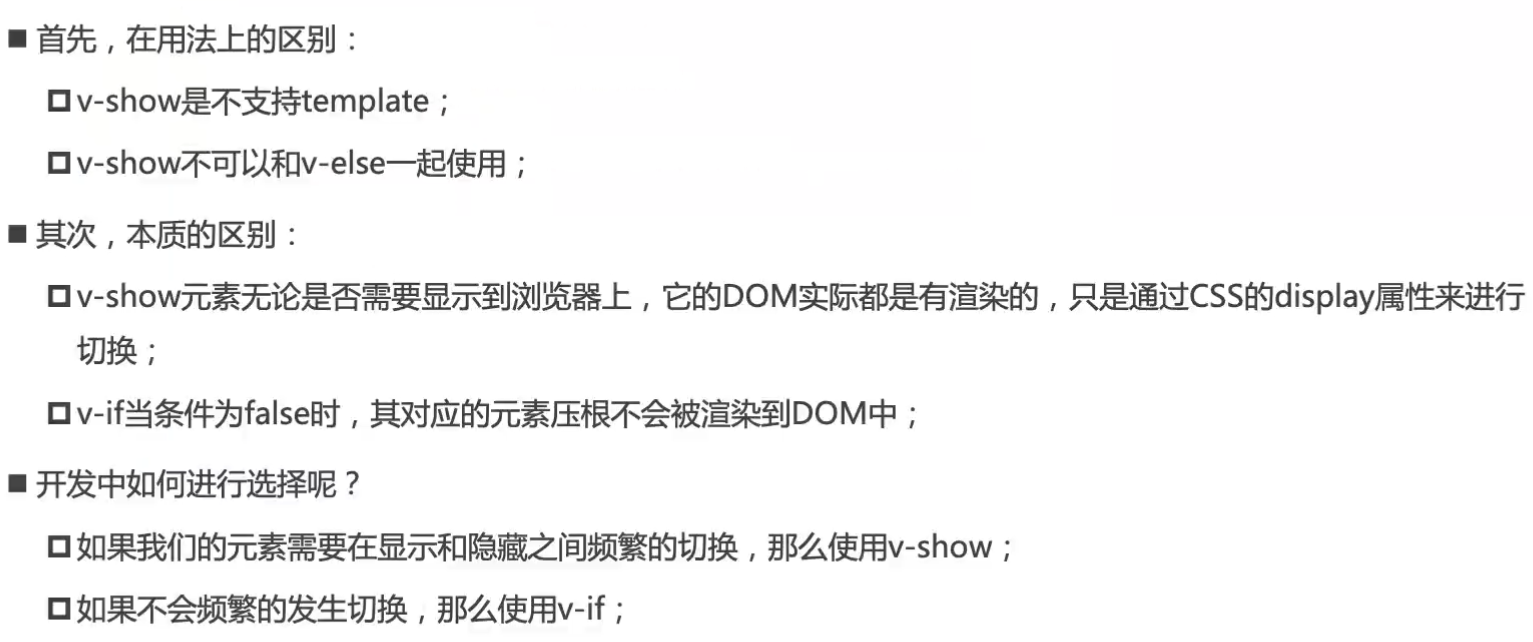 ■ 首先，在用法上的区别：
□ v-show是不支持template；
□ v-show不可以和v-else一起使用；
■ 其次，本质的区别：
□ v-show元素无论是否需要显示到浏览器上，它的DOM实际都是有渲染的，只是通过CSS的display属性来进行
切换；
□ v-if当条件为false时，其对应的元素压根不会被渲染到DOM中；
■ 开发中如何进行选择呢？
□ 如果我们的元素需要在显示和隐藏之间频繁的切换，那么使用v-show；
□ 如果不会频繁的发生切换，那么使用v-if；